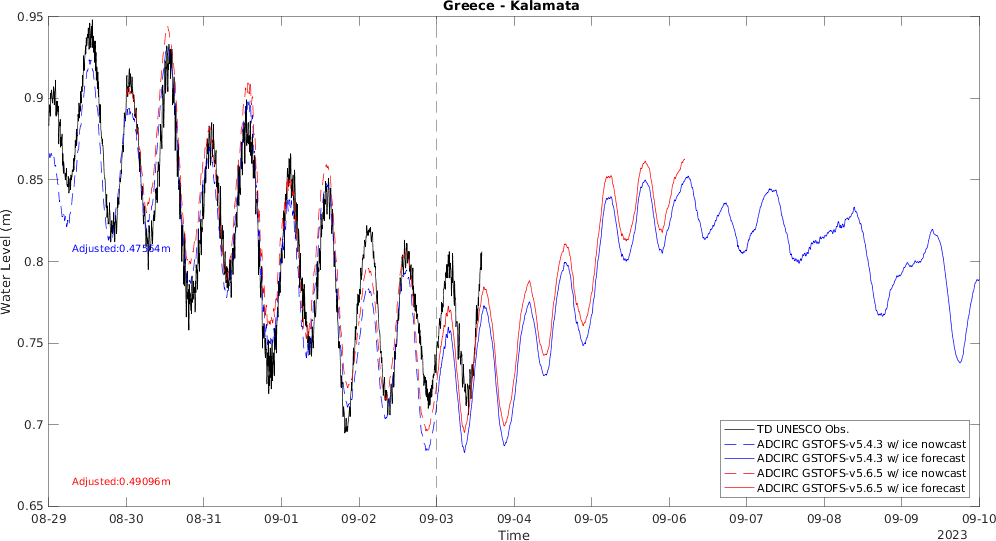 Greece - Kalamata
0.95
0.9
0.85
0.8
0.75
0.7
0.65
Water Level (m)
Adjusted:0.47554m
Adjusted:0.49096m
TD UNESCO Obs.
ADCIRC GSTOFS-v5.4.3 w/ ice nowcast
ADCIRC GSTOFS-v5.4.3 w/ ice forecast
ADCIRC GSTOFS-v5.6.5 w/ ice nowcast
ADCIRC GSTOFS-v5.6.5 w/ ice forecast
08-29 08-30 08-31 09-01 09-02 09-03 09-04 09-05 09-06 09-07 09-08 09-09 09-10
Time
2023